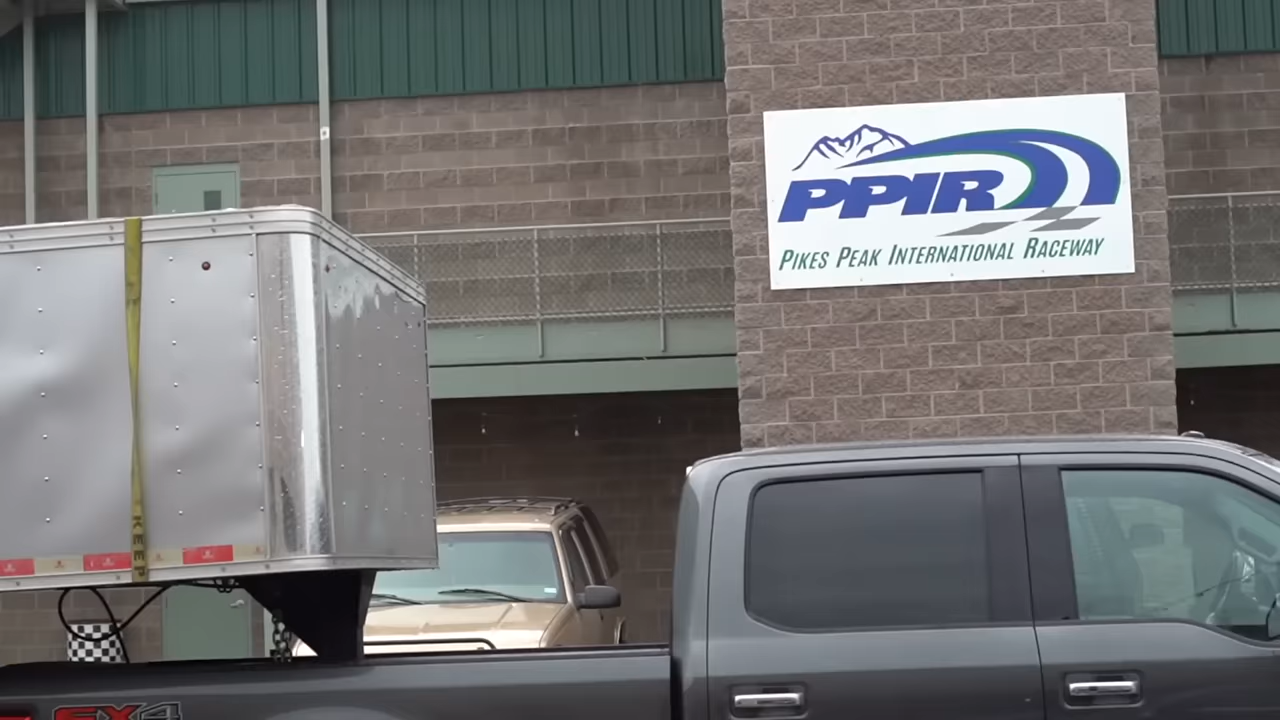 PPIR
PIKES PEAK INTERNATIONAL RACEWAY
KEEP
FX4